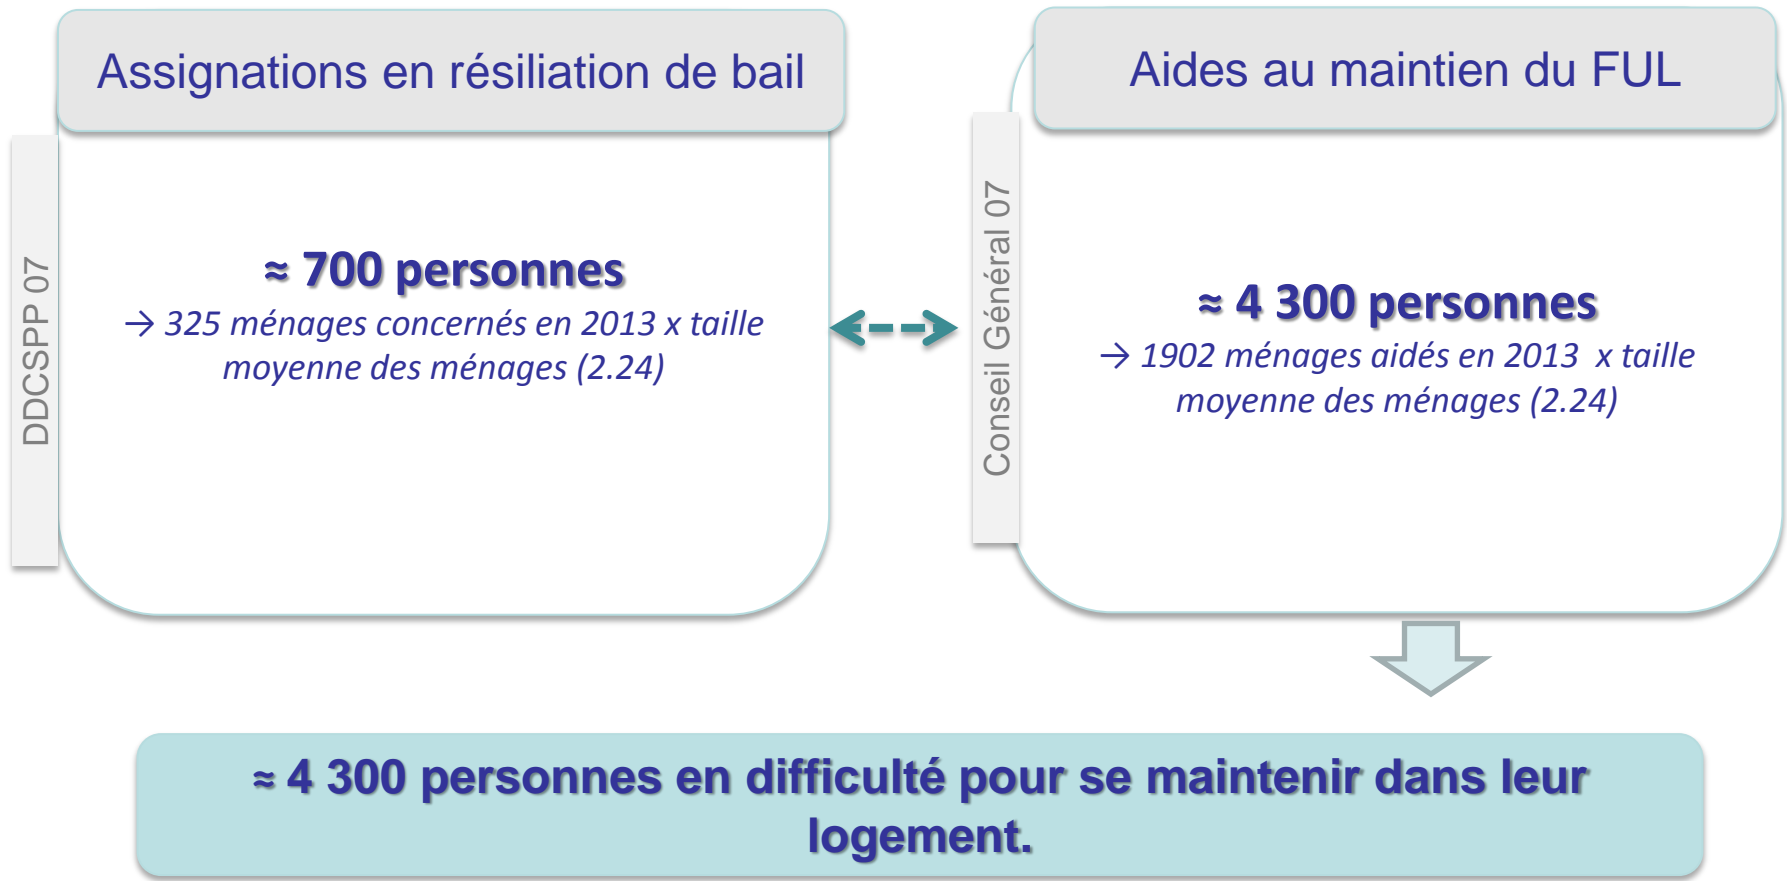 Assignations en résiliation de bail
DDCSPP 07
≈ 700 personnes
→ 325 ménages concernés en 2013 x taille
moyenne des ménages (2.24)
Aides au maintien du FUL
Conseil Général 07
≈ 4 300 personnes
→ 1902 ménages aidés en 2013 x taille
moyenne des ménages (2.24)
≈ 4 300 personnes en difficulté pour se maintenir dans leur
logement.